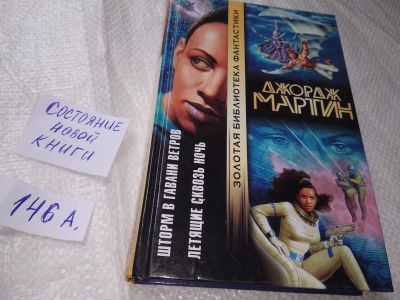 СОСТОЯНИЕ
НОВОЙ
КНИГИ
146 А.
ШТОРМ В ГАВАНИ ВЕТРОВ
ЛЕТЯЩИЕ СКВОЗЬ НОЧЬ
ЗОЛОТАЯ БИБЛИОТЕКА ФАНТАСТИКИ
ДЖОРДЖ
МАРТИН